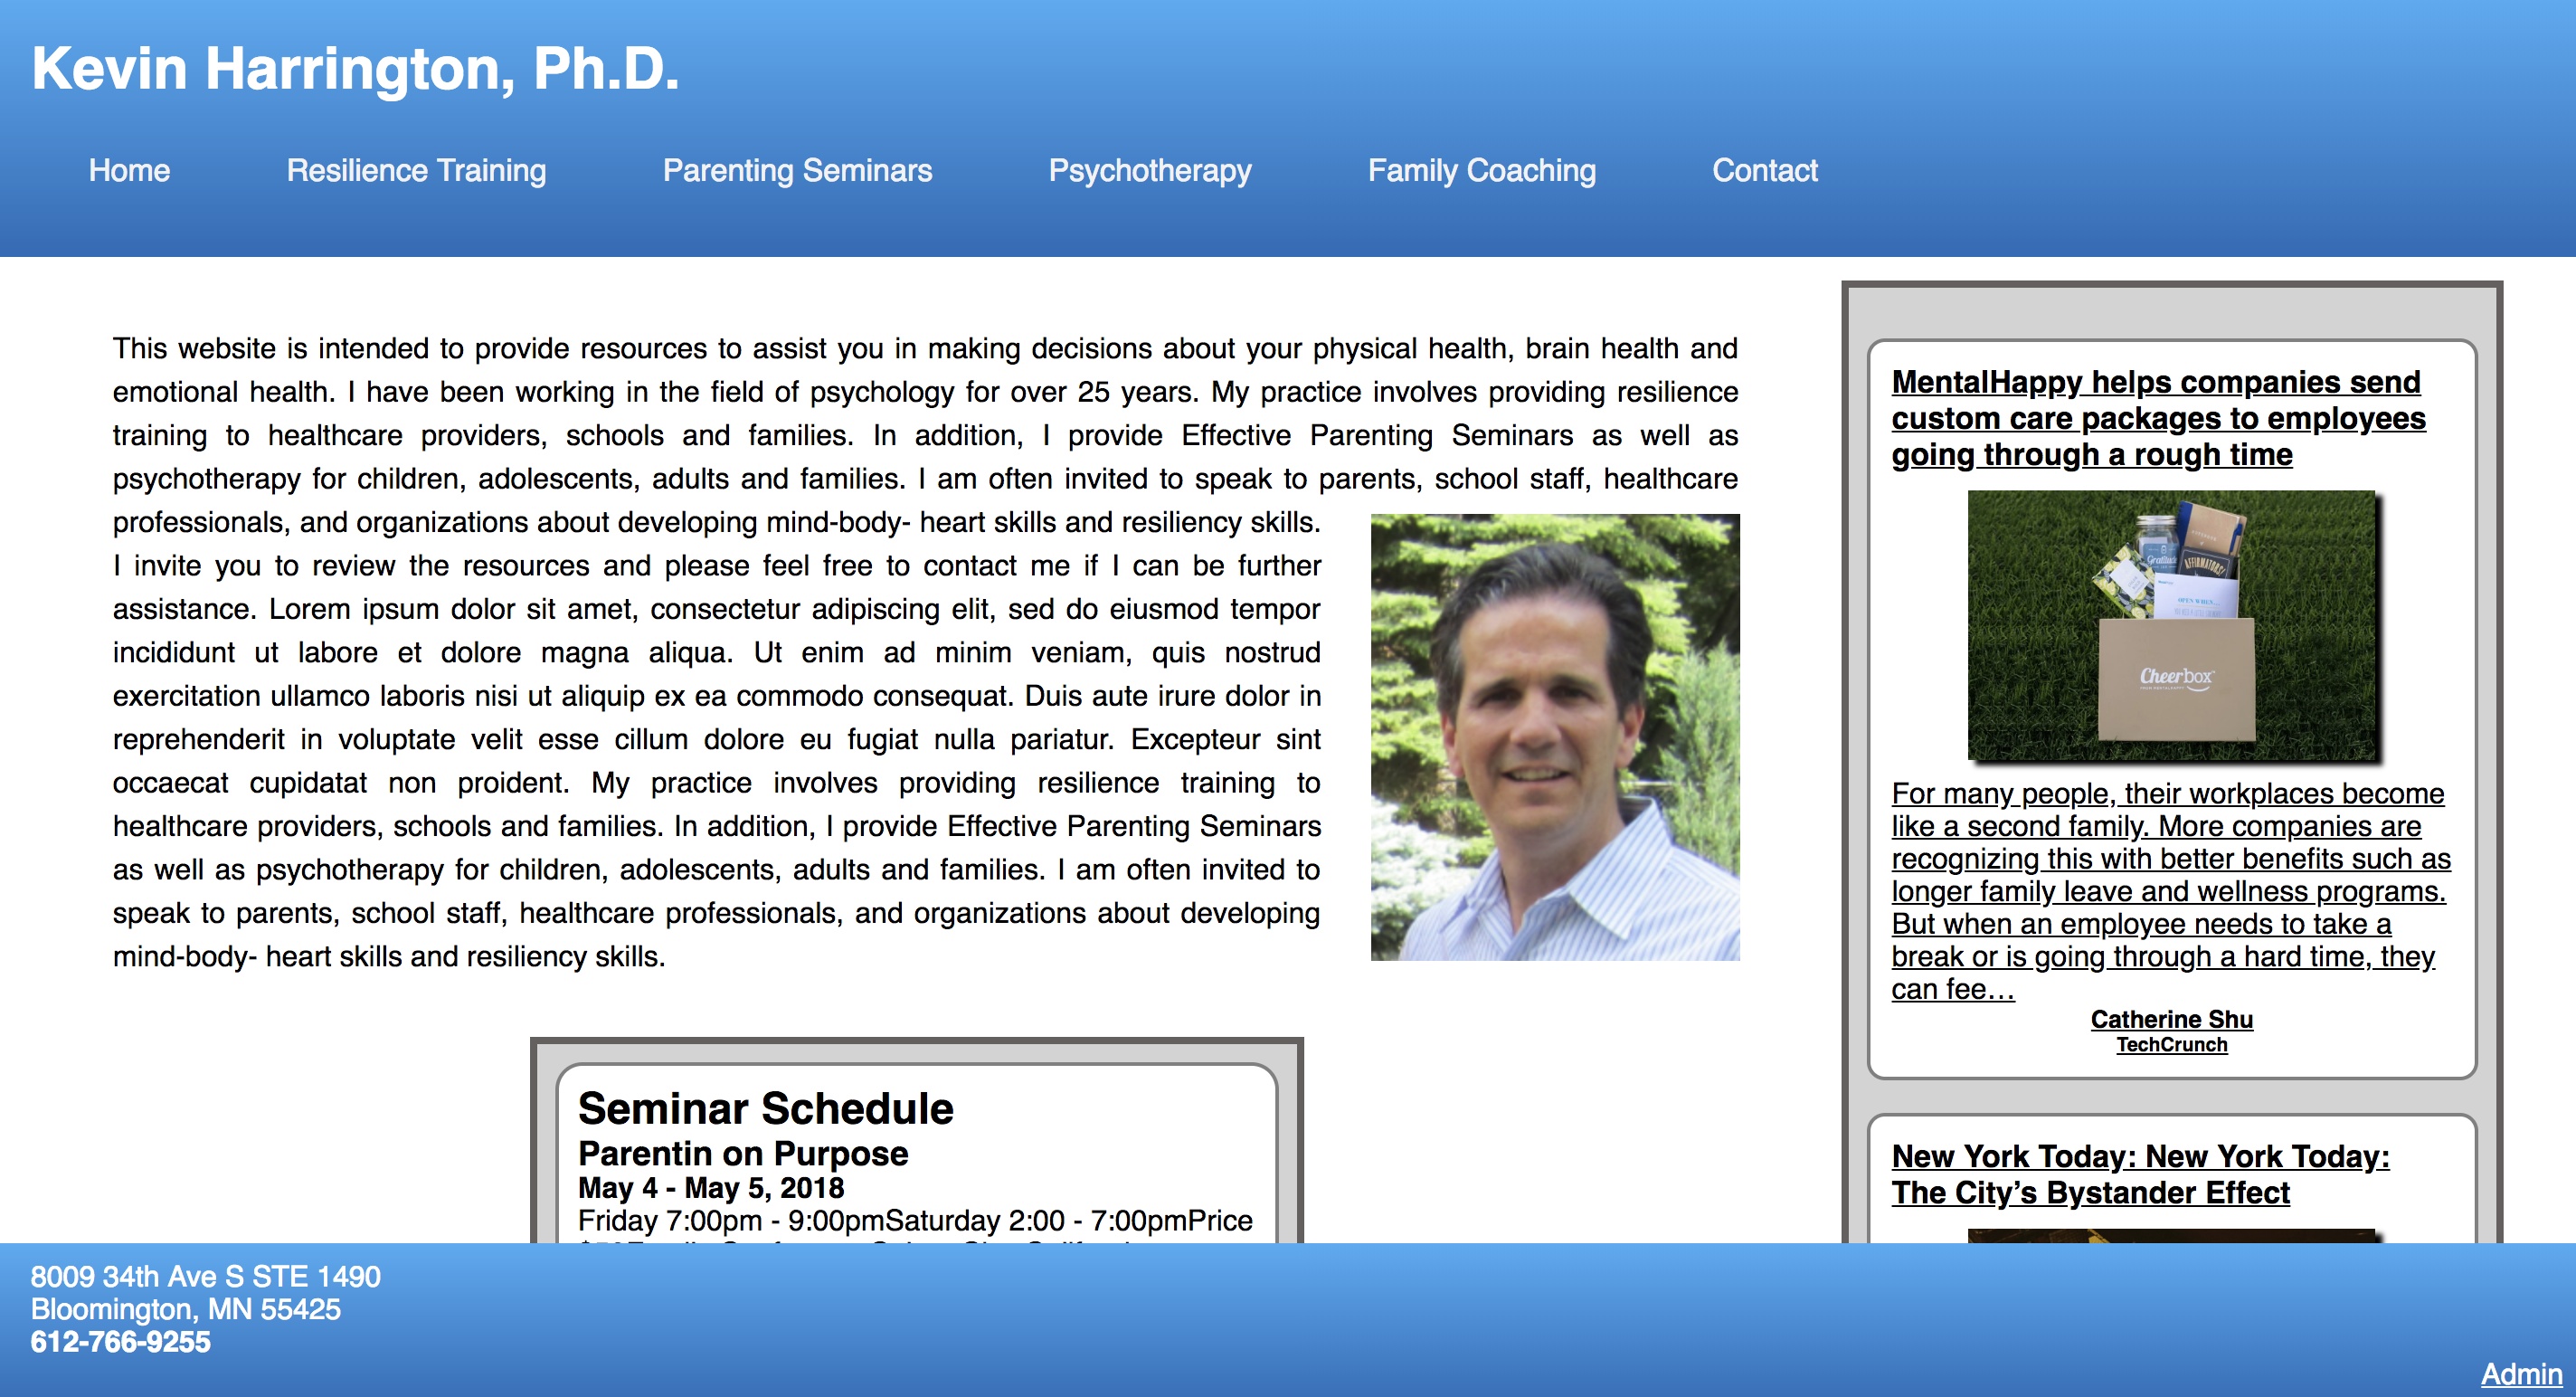 Kevin Harrington, Ph.D.
Home
Resilience Training
Parenting Seminars
Psychotherapy
Family Coaching
Contact
This website is intended to provide resources to assist you in making decisions about your physical health, brain health and
emotional health. I have been working in the field of psychology for over 25 years. My practice involves providing resilience
training to healthcare providers, schools and families. In addition, I provide Effective Parenting Seminars as well as
psychotherapy for children, adolescents, adults and families. I am often invited to speak to parents, school staff, healthcare
professionals, and organizations about developing mind-body- heart skills and resiliency skills.
I invite you to review the resources and please feel free to contact me if I can be further
assistance. Lorem ipsum dolor sit amet, consectetur adipiscing elit, sed do eiusmod tempor
incididunt ut labore et dolore magna aliqua. Ut enim ad minim veniam, quis nostrud
exercitation ullamco laboris nisi ut aliquip ex ea commodo consequat. Duis aute irure dolor in
reprehenderit in voluptate velit esse cillum dolore eu fugiat nulla pariatur. Excepteur sint
occaecat cupidatat non proident. My practice involves providing resilience training to
healthcare providers, schools and families. In addition, I provide Effective Parenting Seminars
as well as psychotherapy for children, adolescents, adults and families. I am often invited to
speak to parents, school staff, healthcare professionals, and organizations about developing
mind-body- heart skills and resiliency skills.
Seminar Schedule
Parentin on Purpose
May 4 - May 5, 2018
Friday 7:00pm - 9:00pmSaturday 2:00 - 7:00pmPrice
MentalHappy helps companies send
custom care packages to employees
going through a rough time
Gratitude
AFFIRMATORS!
OPEN WHEN...
Cheerbox
For many people, their workplaces become
like a second family. More companies are
recognizing this with better benefits such as
longer family leave and wellness programs.
But when an employee needs to take a
break or is going through a hard time, they
can fee…
Catherine Shu
TechCrunch
New York Today: New York Today:
The City’s Bystander Effect
8009 34th Ave S STE 1490
Bloomington, MN 55425
612-766-9255
Admin